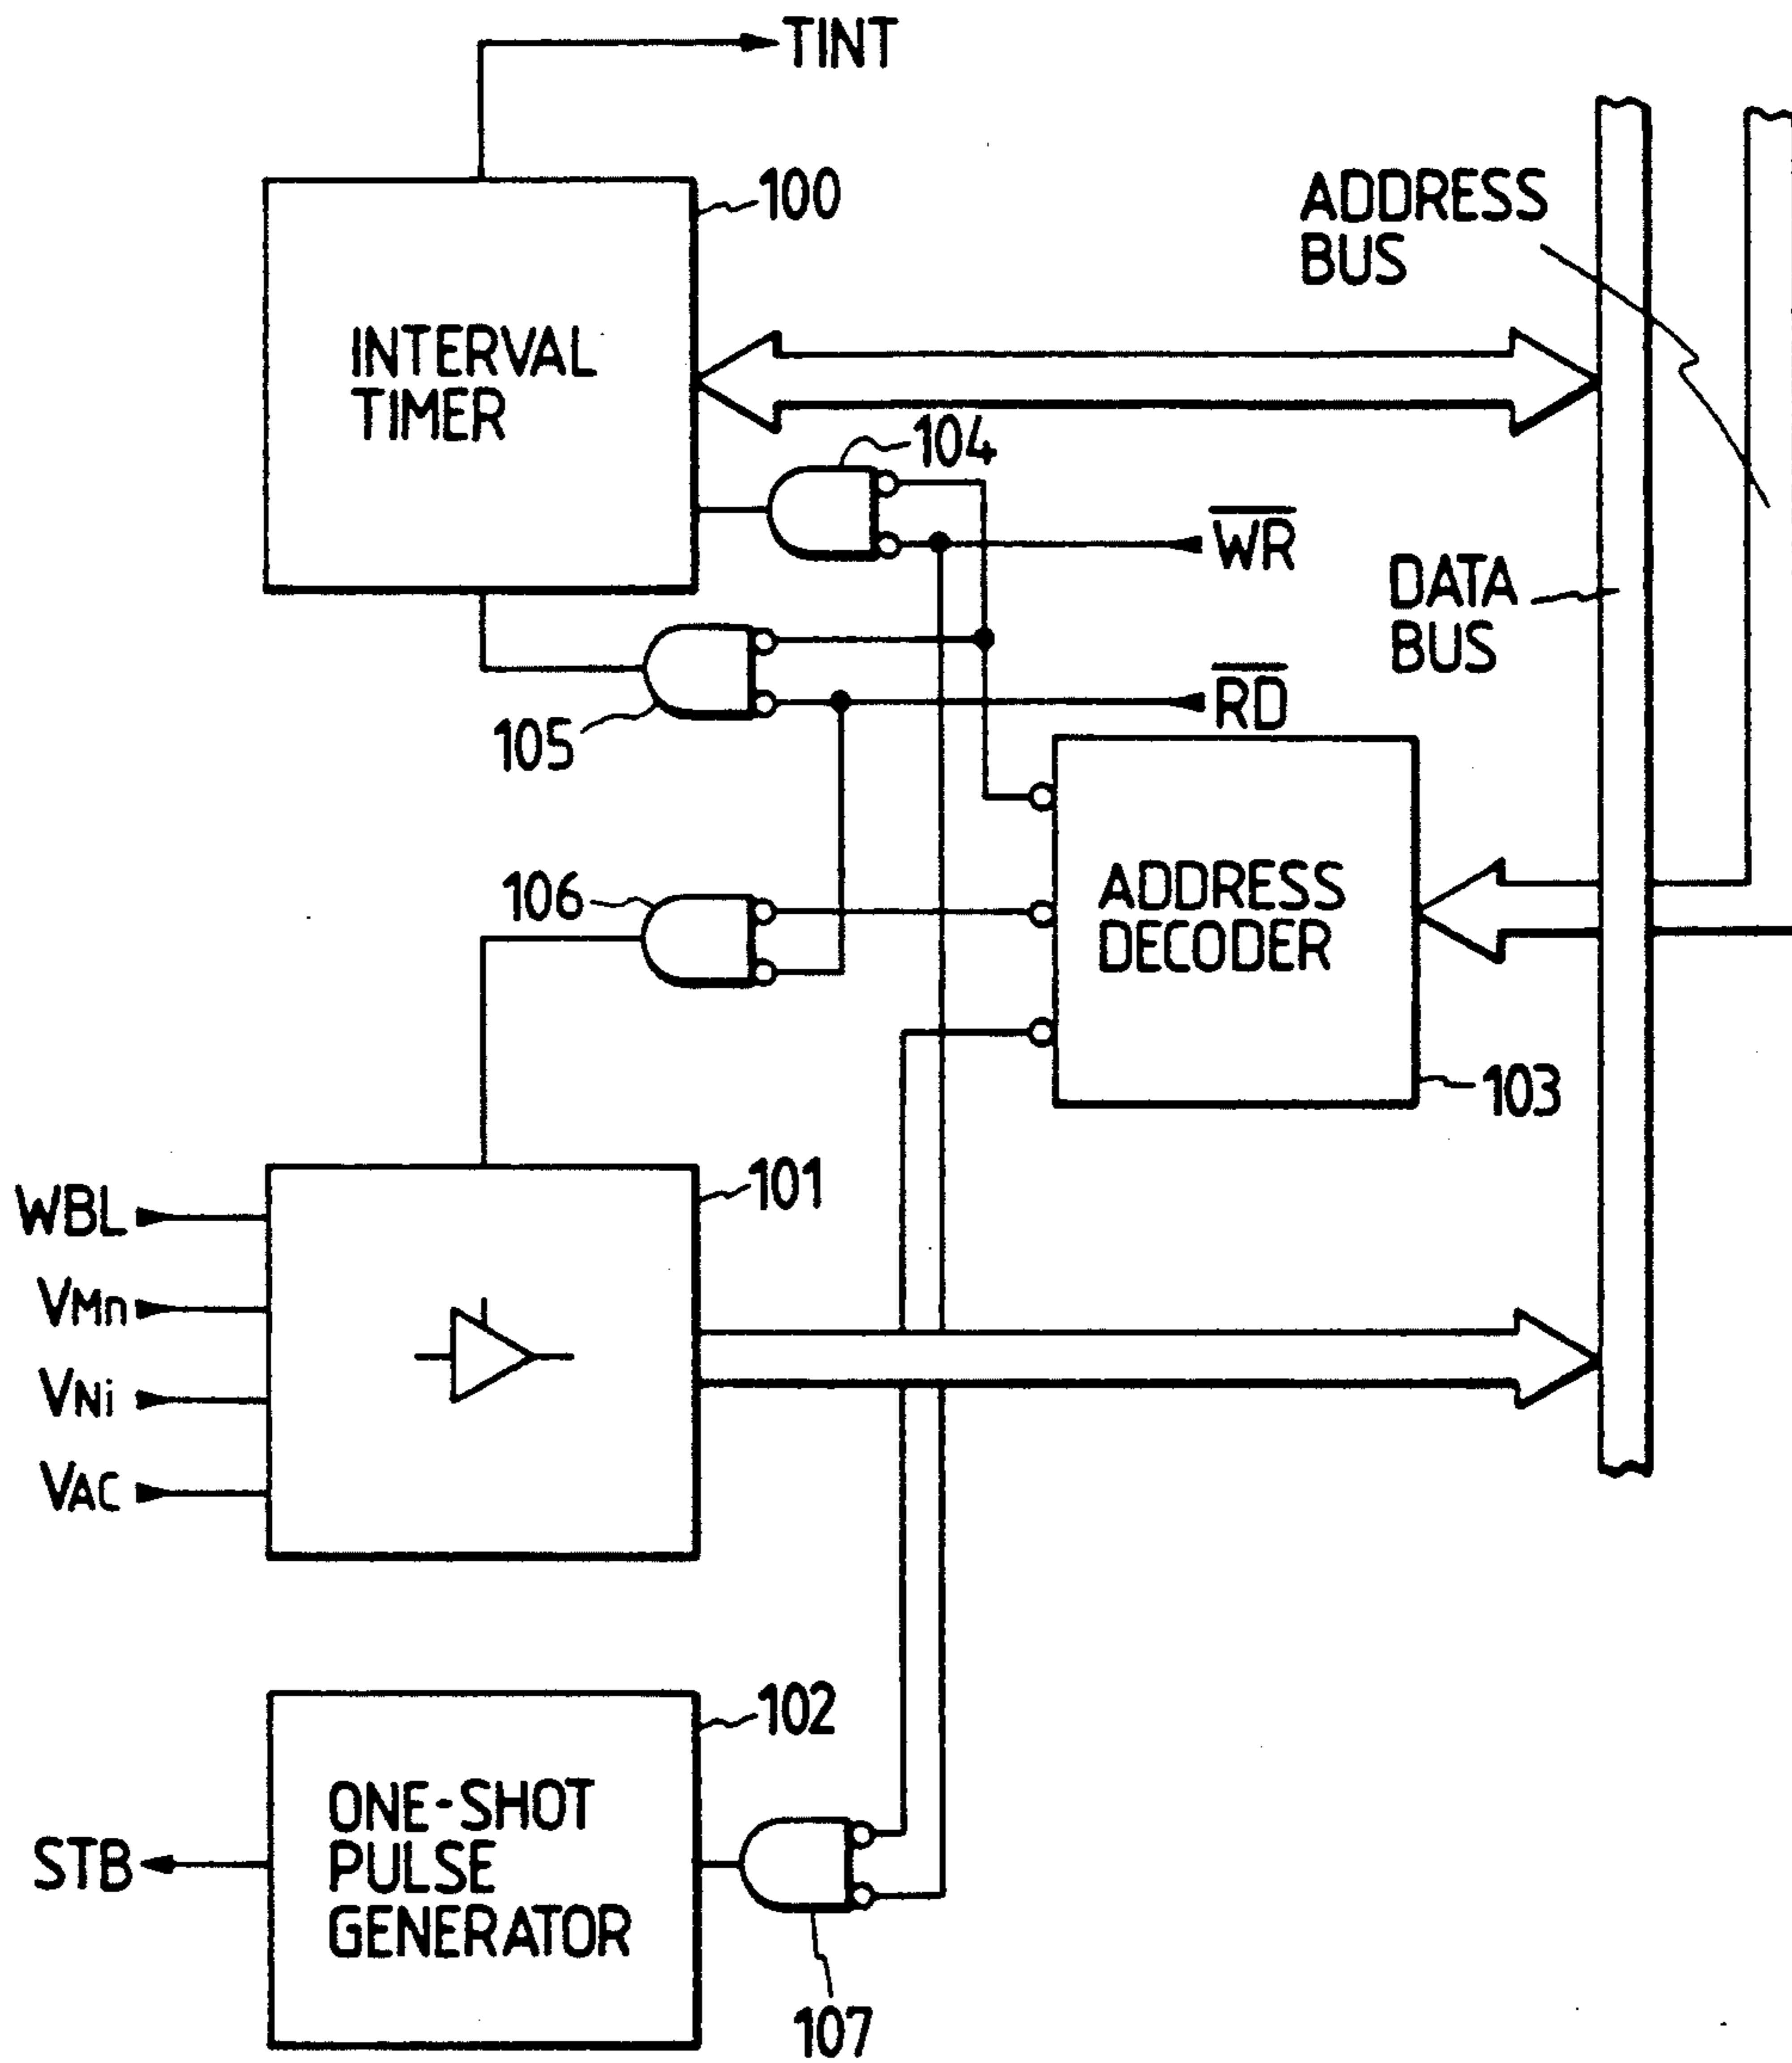 TINT
100
ADDRESS
BUS
INTERVAL
TIMER
104
WR
DATA
BUS
RD
105
106
ADDRESS
DECODER
103
101
WBL
VMn
VNi
VAC
102
ONE-SHOT
PULSE
GENERATOR
STB
107